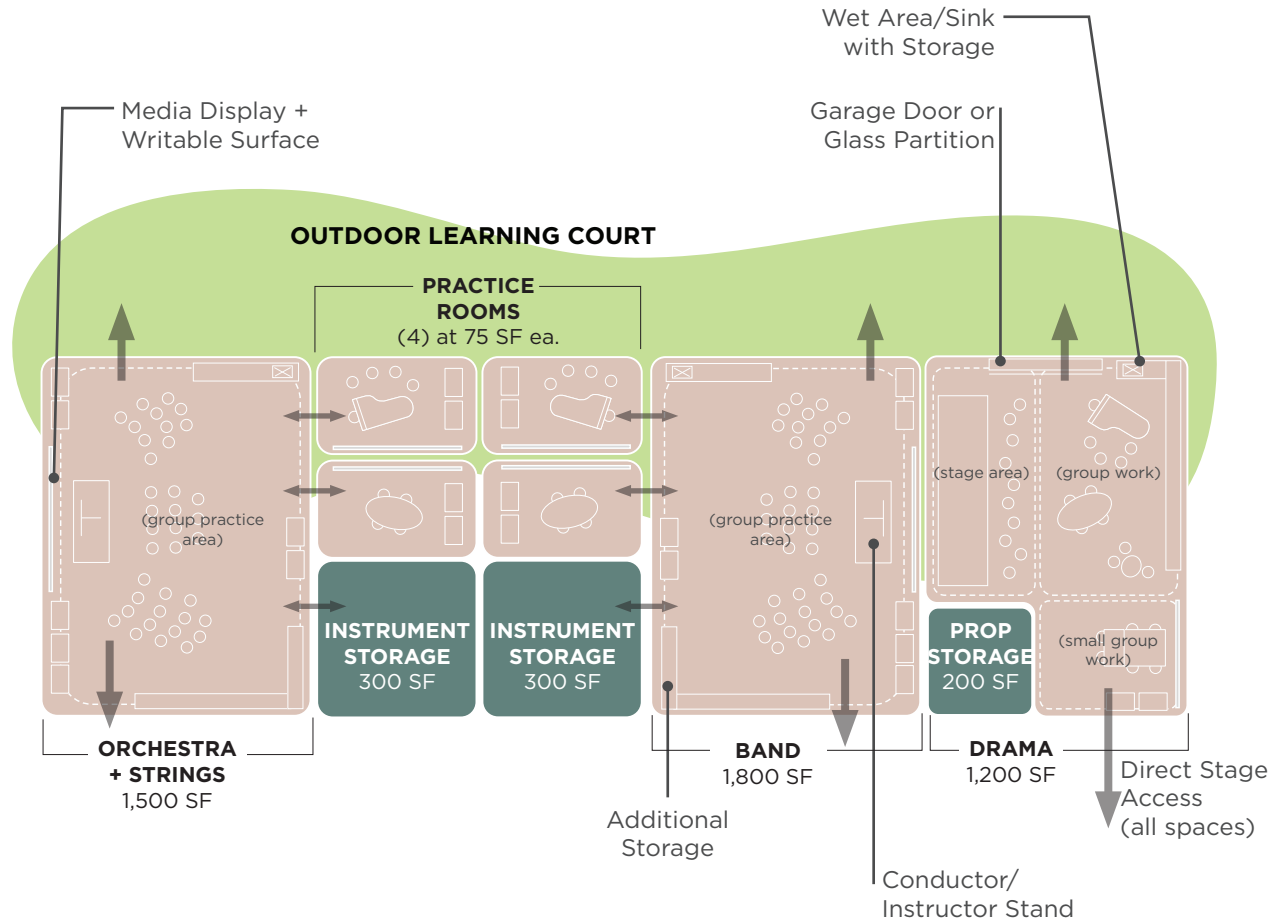 Wet Area/Sink
with Storage
Media Display +
Writable Surface
Garage Door or
Glass Partition
OUTDOOR LEARNING COURT
PRACTICE
ROOMS
(4) at 75 SF ea.
(group practice
area)
(group practice
area)
(stage area)
(group work)
INSTRUMENT
STORAGE
300 SF
INSTRUMENT
STORAGE
300 SF
PROP
STORAGE
200 SF
(small group
work)
ORCHESTRA
+ STRINGS
1,500 SF
BAND
1,800 SF
DRAMA
1,200 SF
Direct Stage
Access
(all spaces)
Additional
Storage
Conductor/
Instructor Stand